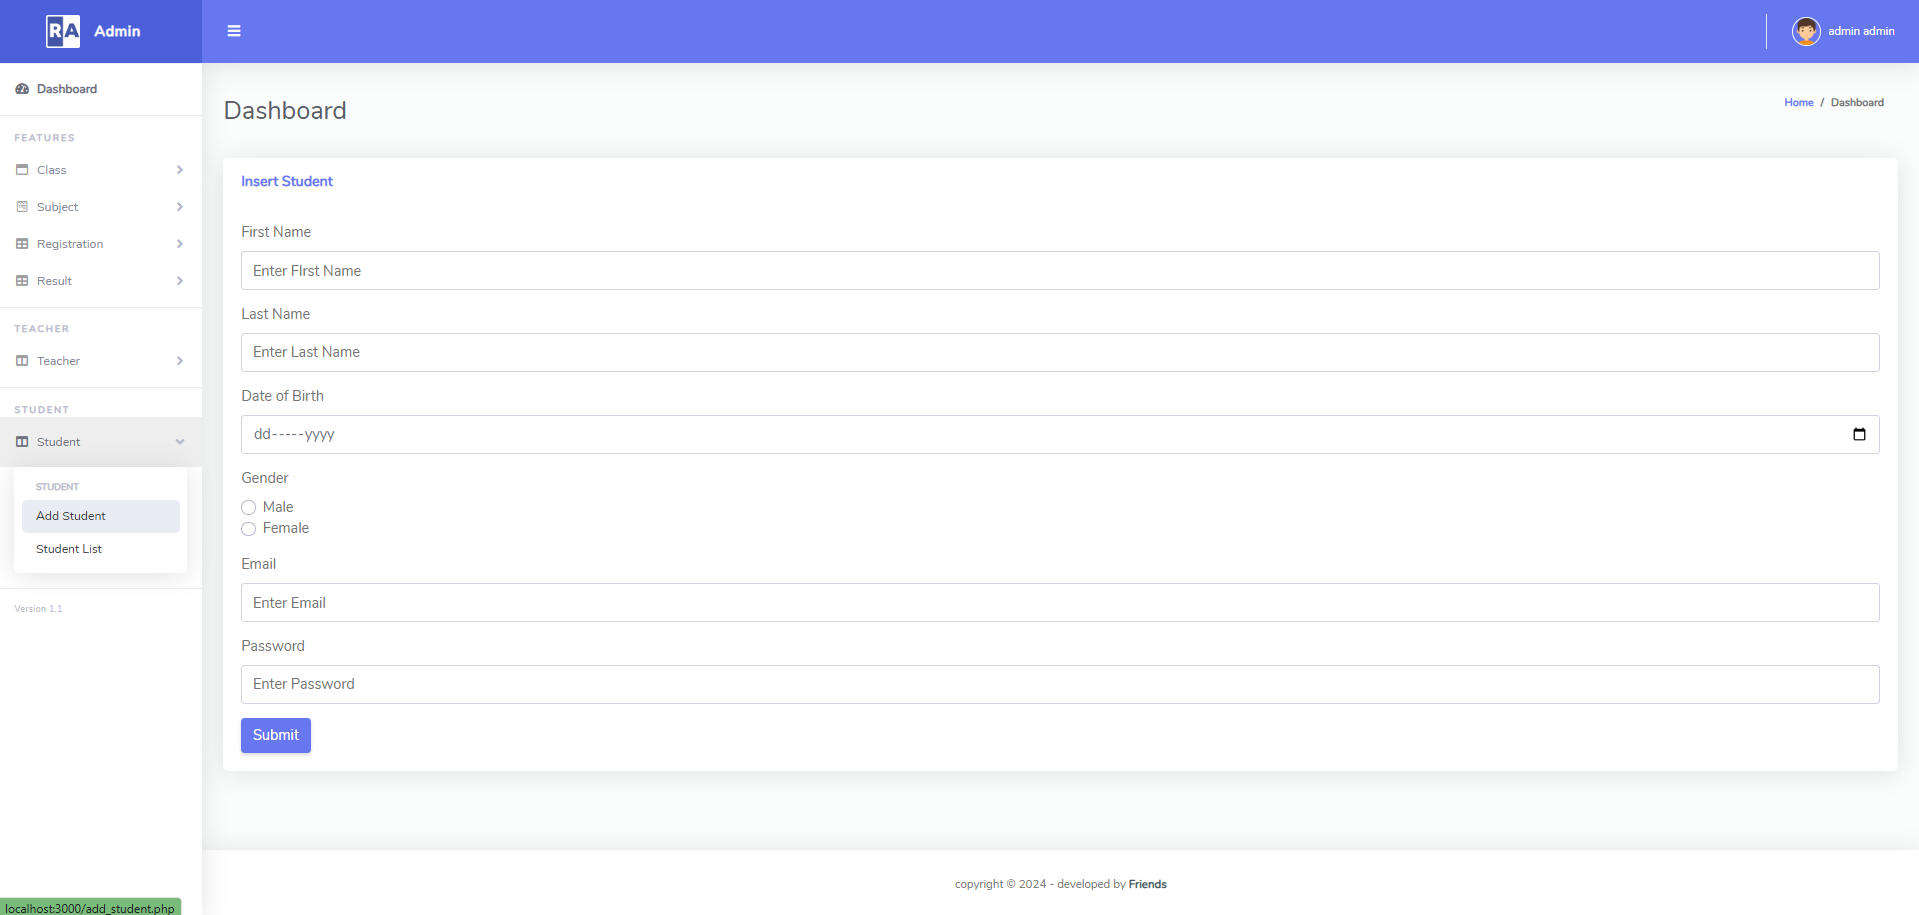 RA Admin
admin admin
Dashboard
FEATURES
Class
Subject
Registration
Result
TEACHER
Teacher
STUDENT
Student
STUDENT
Add Student
Student List
Version 1.1
Dashboard
Home / Dashboard
Insert Student
First Name
Enter FIrst Name
Last Name
Enter Last Name
Date of Birth
dd-----yyyy
Gender
Male
Female
Email
Enter Email
Password
Enter Password
Submit
copyright © 2024 - developed by Friends
localhost:3000/add_student.php